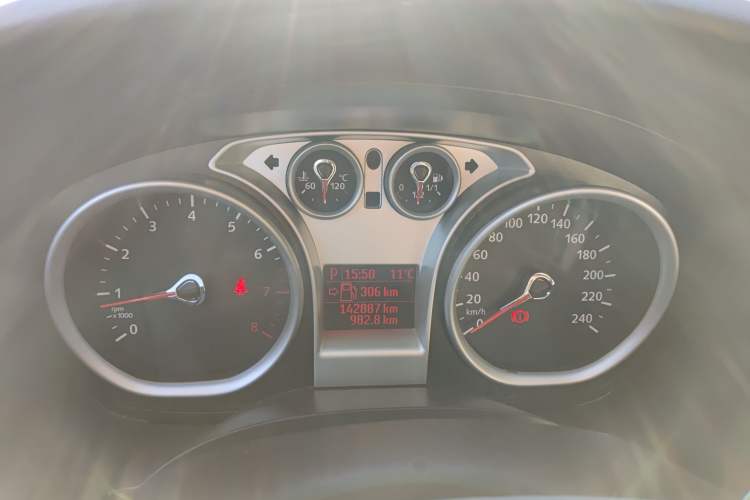 60 °C 120
0 1/2 1/1
0 1 2 3 4 5 6 7 8
rpm
x1000
P 15:50 11°C
306 km
142887 km
982.8 km
0 20 40 60 80 100 120 140 160 180 200 220 240
km/h